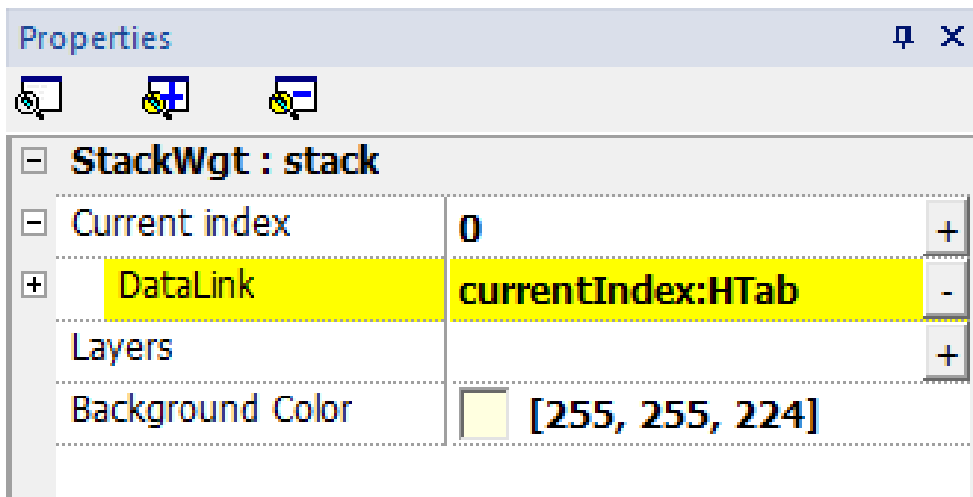 Properties
StackWgt : stack
Current index 0 +
DataLink currentIndex:HTab -
Layers +
Background Color [255, 255, 224]